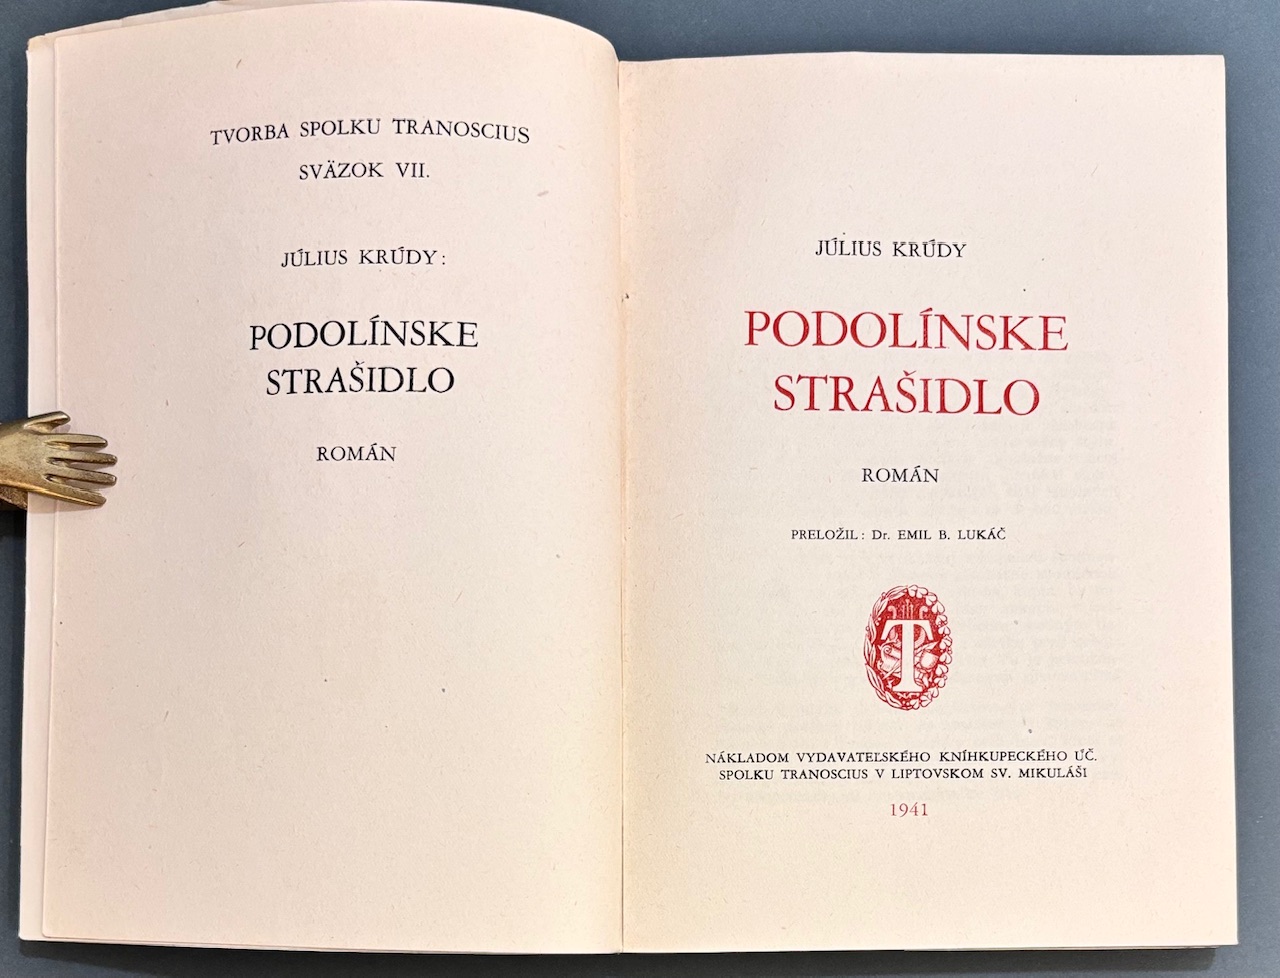 TVORBA SPOLKU TRANOSCIUS
SVÄZOK VII.
JÚLIUS KRÚDY:
PODOLÍNSKE
STRAŠIDLO
ROMÁN
JÚLIUS KRÚDY
PODOLÍNSKE
STRAŠIDLO
ROMÁN
PRELOŽIL: Dr. EMIL B. LUKÁČ
T
NÁKLADOM VYDAVATEĽSKÉHO KNÍHKUPECKÉHO ÚČ.
SPOLKU TRANOSCIUS V LIPTOVSKOM SV. MIKULÁŠI
1941